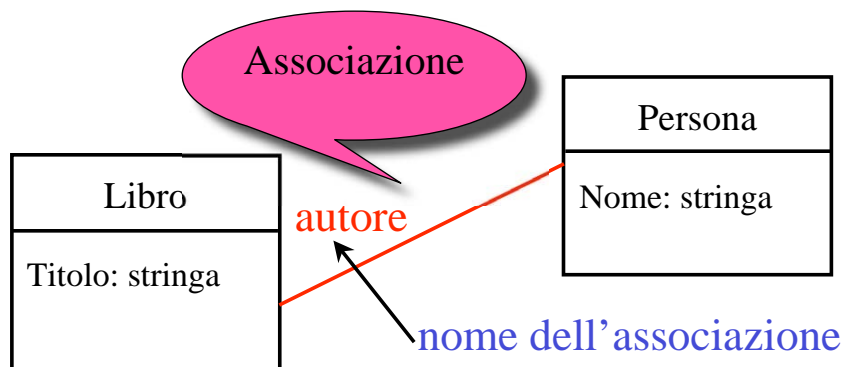 Associazione
Persona
Libro
Nome: stringa
autore
Titolo: stringa
nome dell’associazione